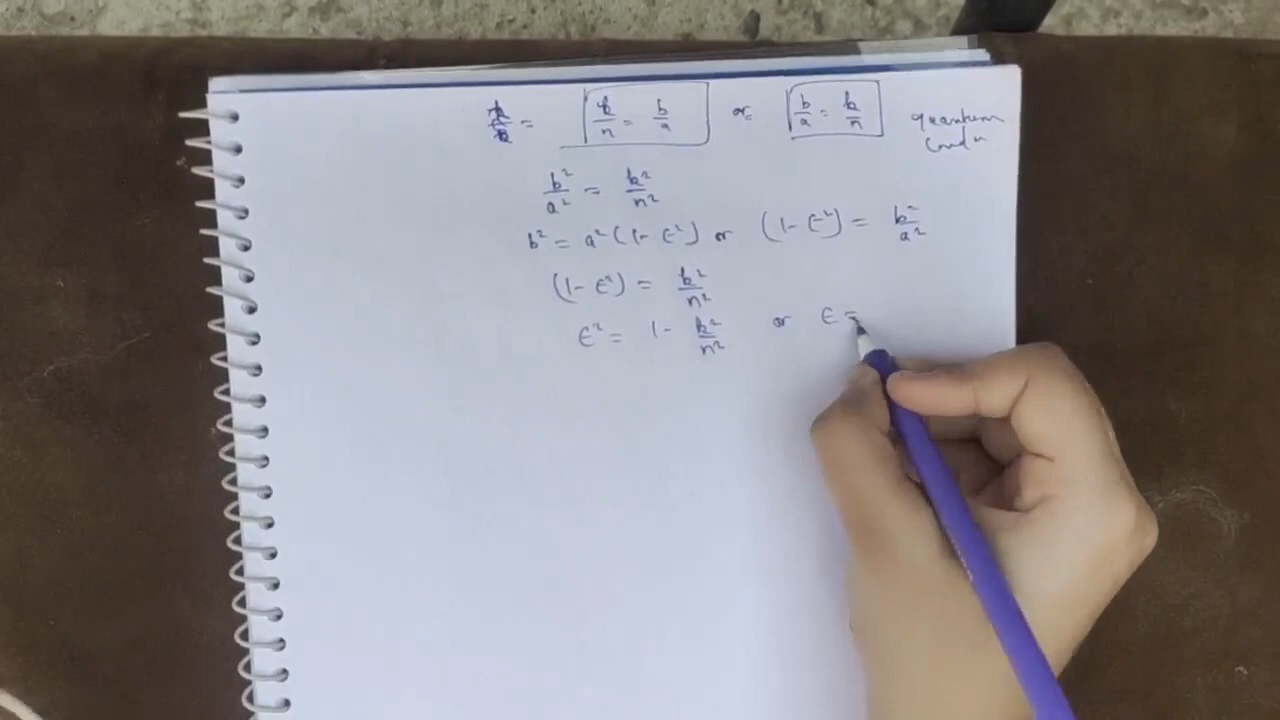 = k/n = b/a or b/a = k/n quantum condn
b²/a² = k²/n²
b² = a²(1 - ϵ²) or (1 - ϵ²) = b²/a²
(1 - ϵ²) = k²/n²
ϵ² = 1 - k²/n² or ϵ =